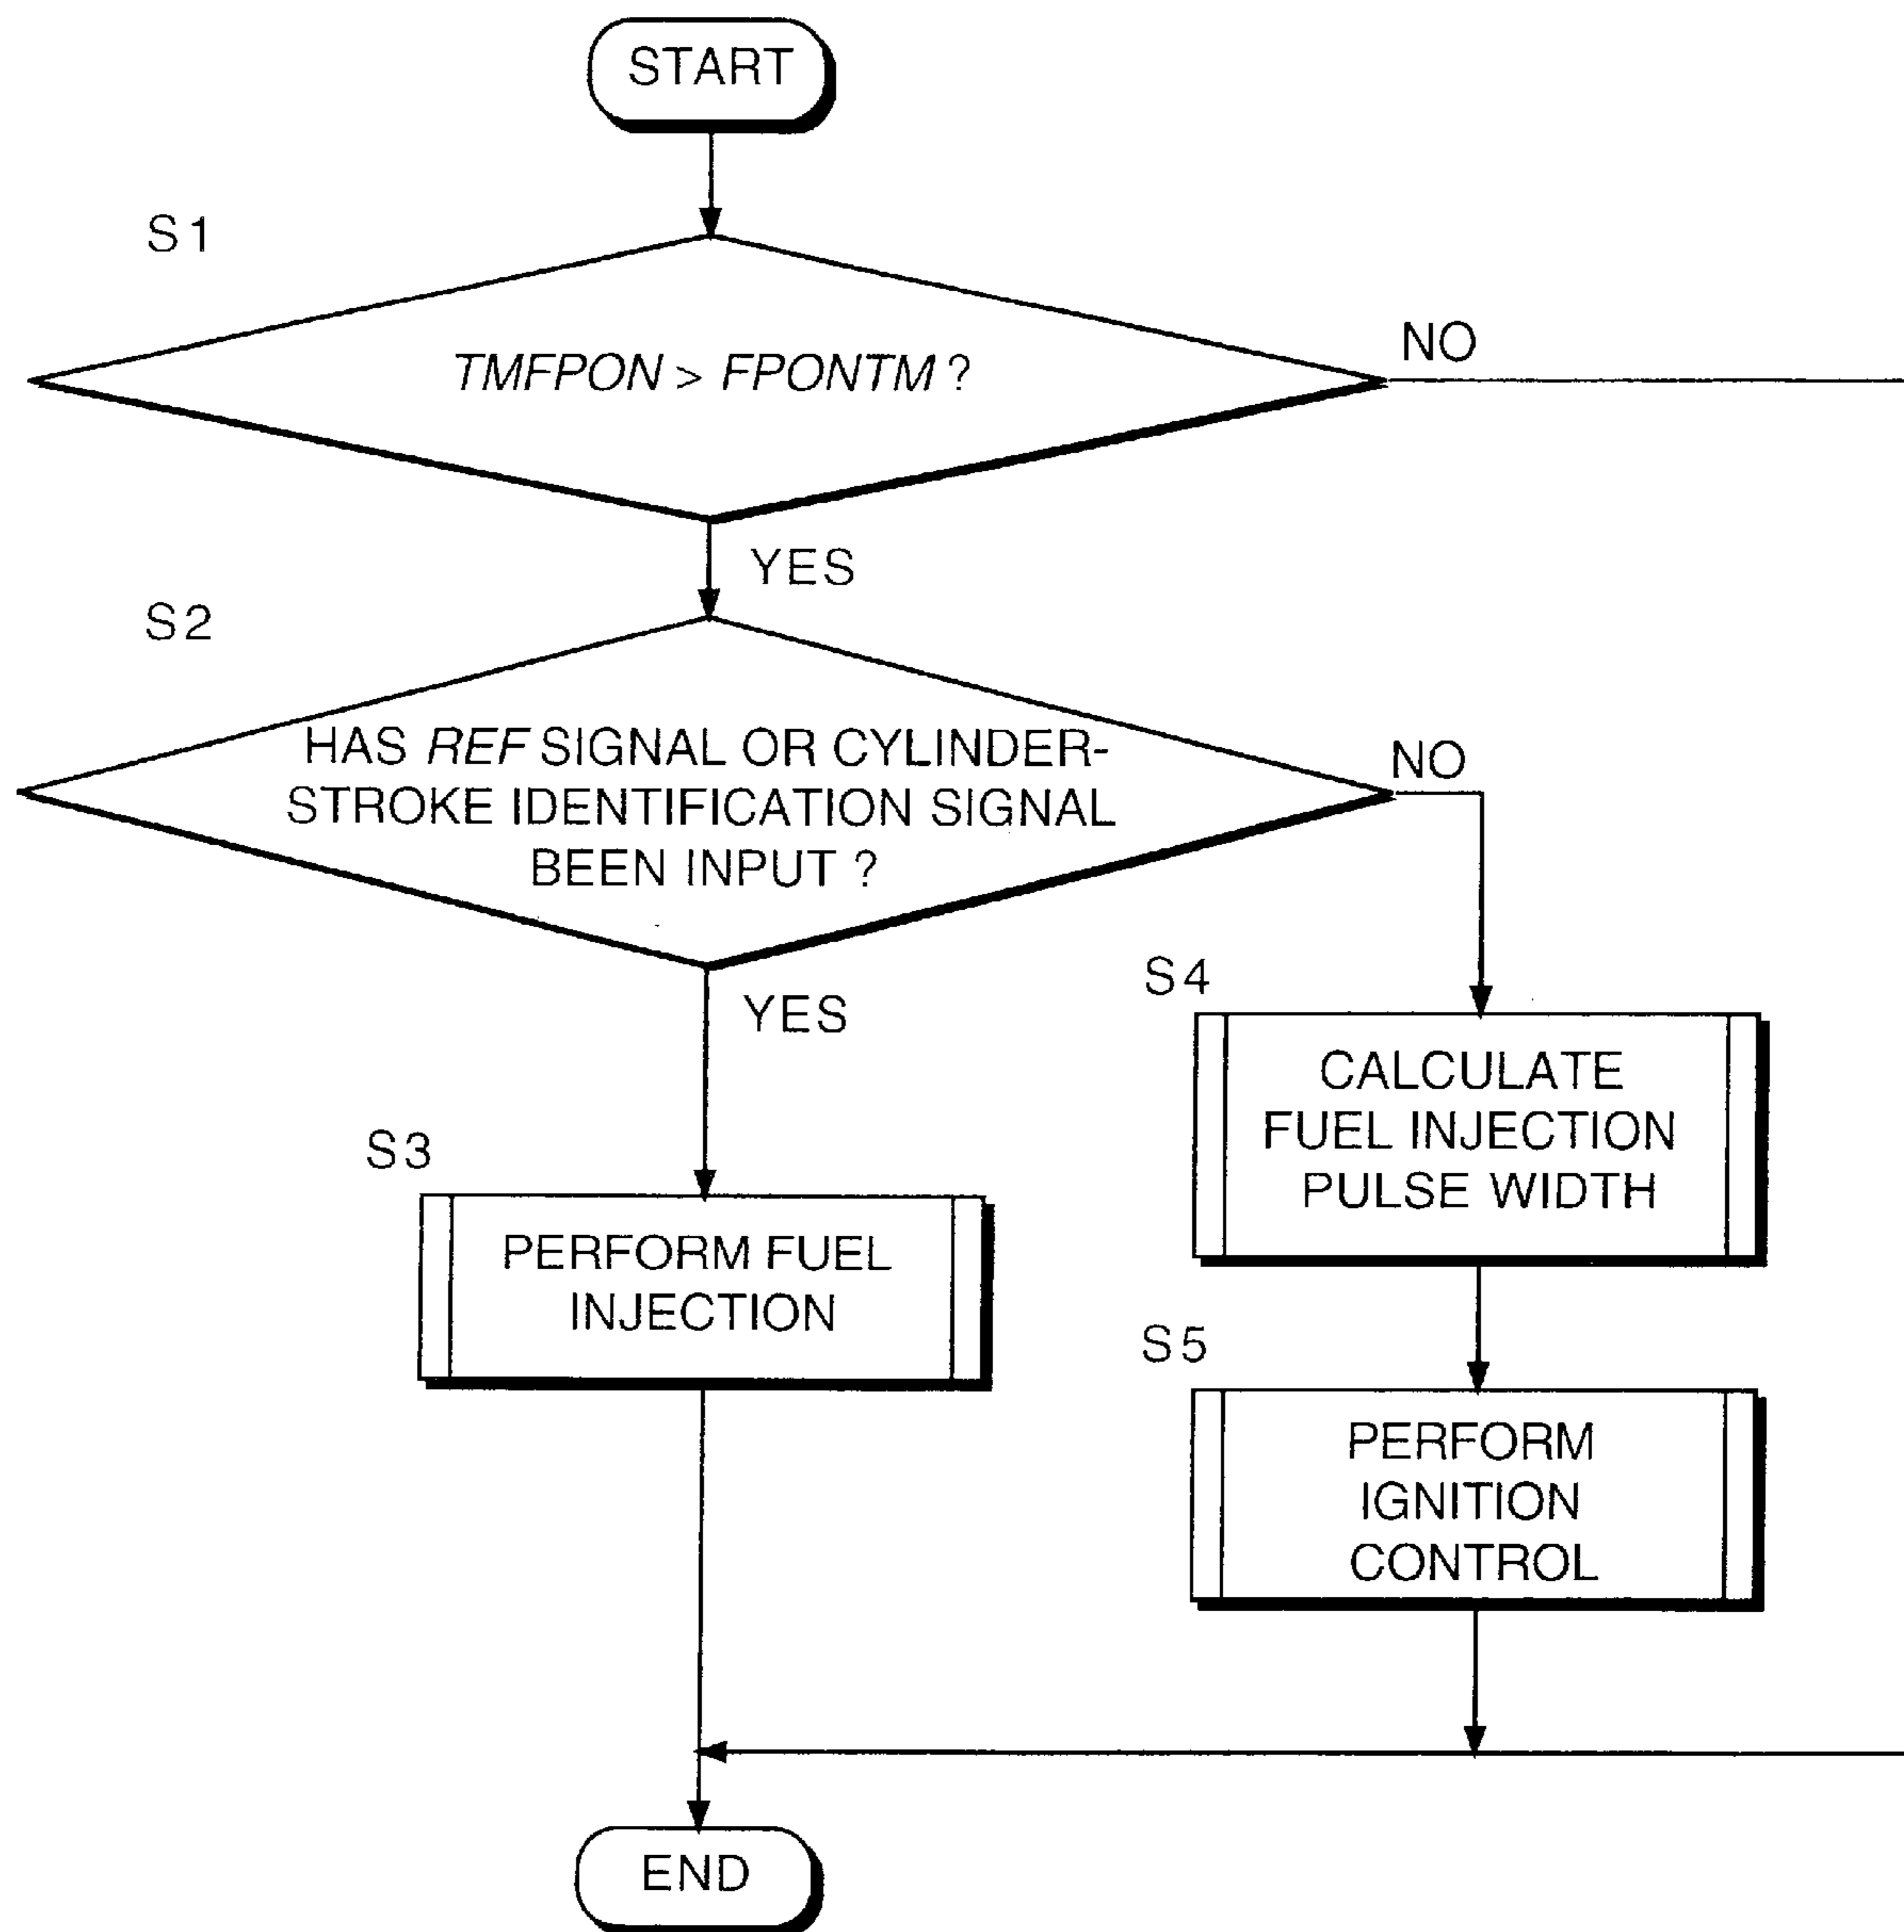 START
S1
TMFPON > FPONTM ?
NO
YES
S2
HAS REF SIGNAL OR CYLINDER-
STROKE IDENTIFICATION SIGNAL
BEEN INPUT ?
NO
YES
S4
CALCULATE
FUEL INJECTION
PULSE WIDTH
S3
PERFORM FUEL
INJECTION
S5
PERFORM
IGNITION
CONTROL
END